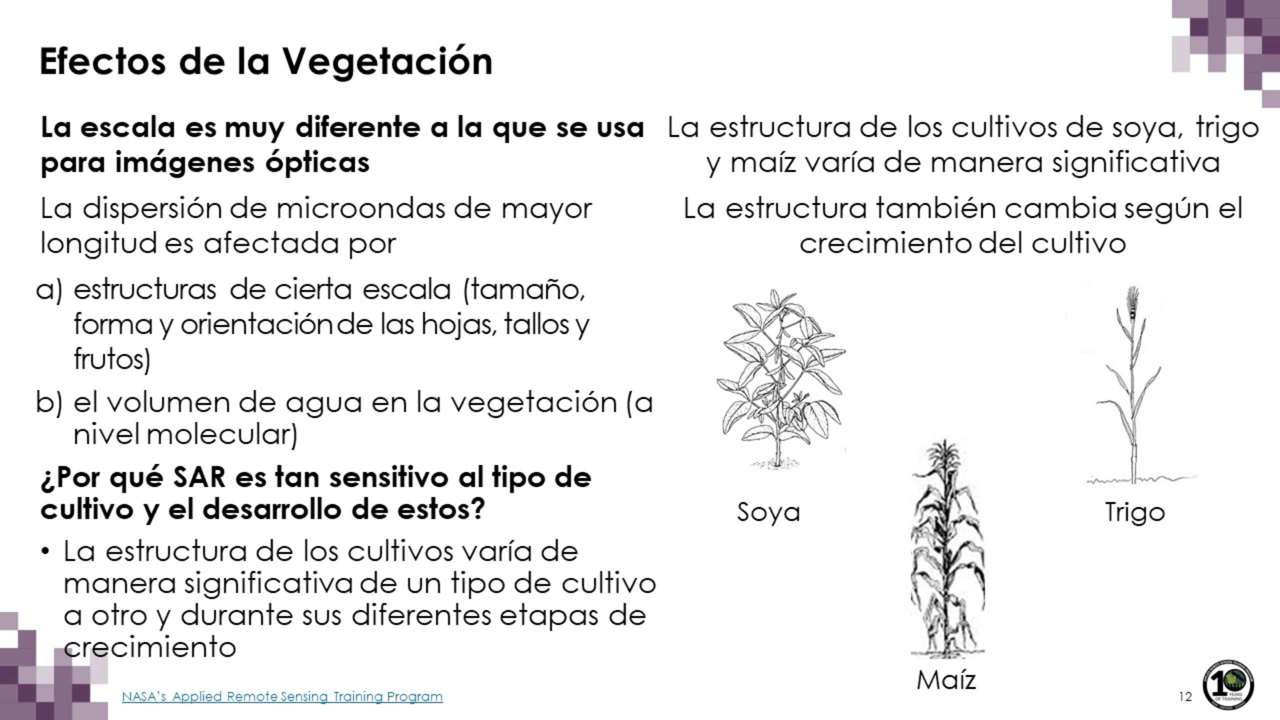 Efectos de la Vegetación
La escala es muy diferente a la que se usa
para imágenes ópticas
La dispersión de microondas de mayor
longitud es afectada por
a) estructuras de cierta escala (tamaño,
forma y orientación de las hojas, tallos y
frutos)
b) el volumen de agua en la vegetación (a
nivel molecular)
¿Por qué SAR es tan sensitivo al tipo de
cultivo y el desarrollo de estos?
• La estructura de los cultivos varía de
manera significativa de un tipo de cultivo
a otro y durante sus diferentes etapas de
crecimiento
La estructura de los cultivos de soya, trigo
y maíz varía de manera significativa
La estructura también cambia según el
crecimiento del cultivo
Soya
Trigo
Maíz
NASA's Applied Remote Sensing Training Program
12
10
YEARS
OF TRAINING